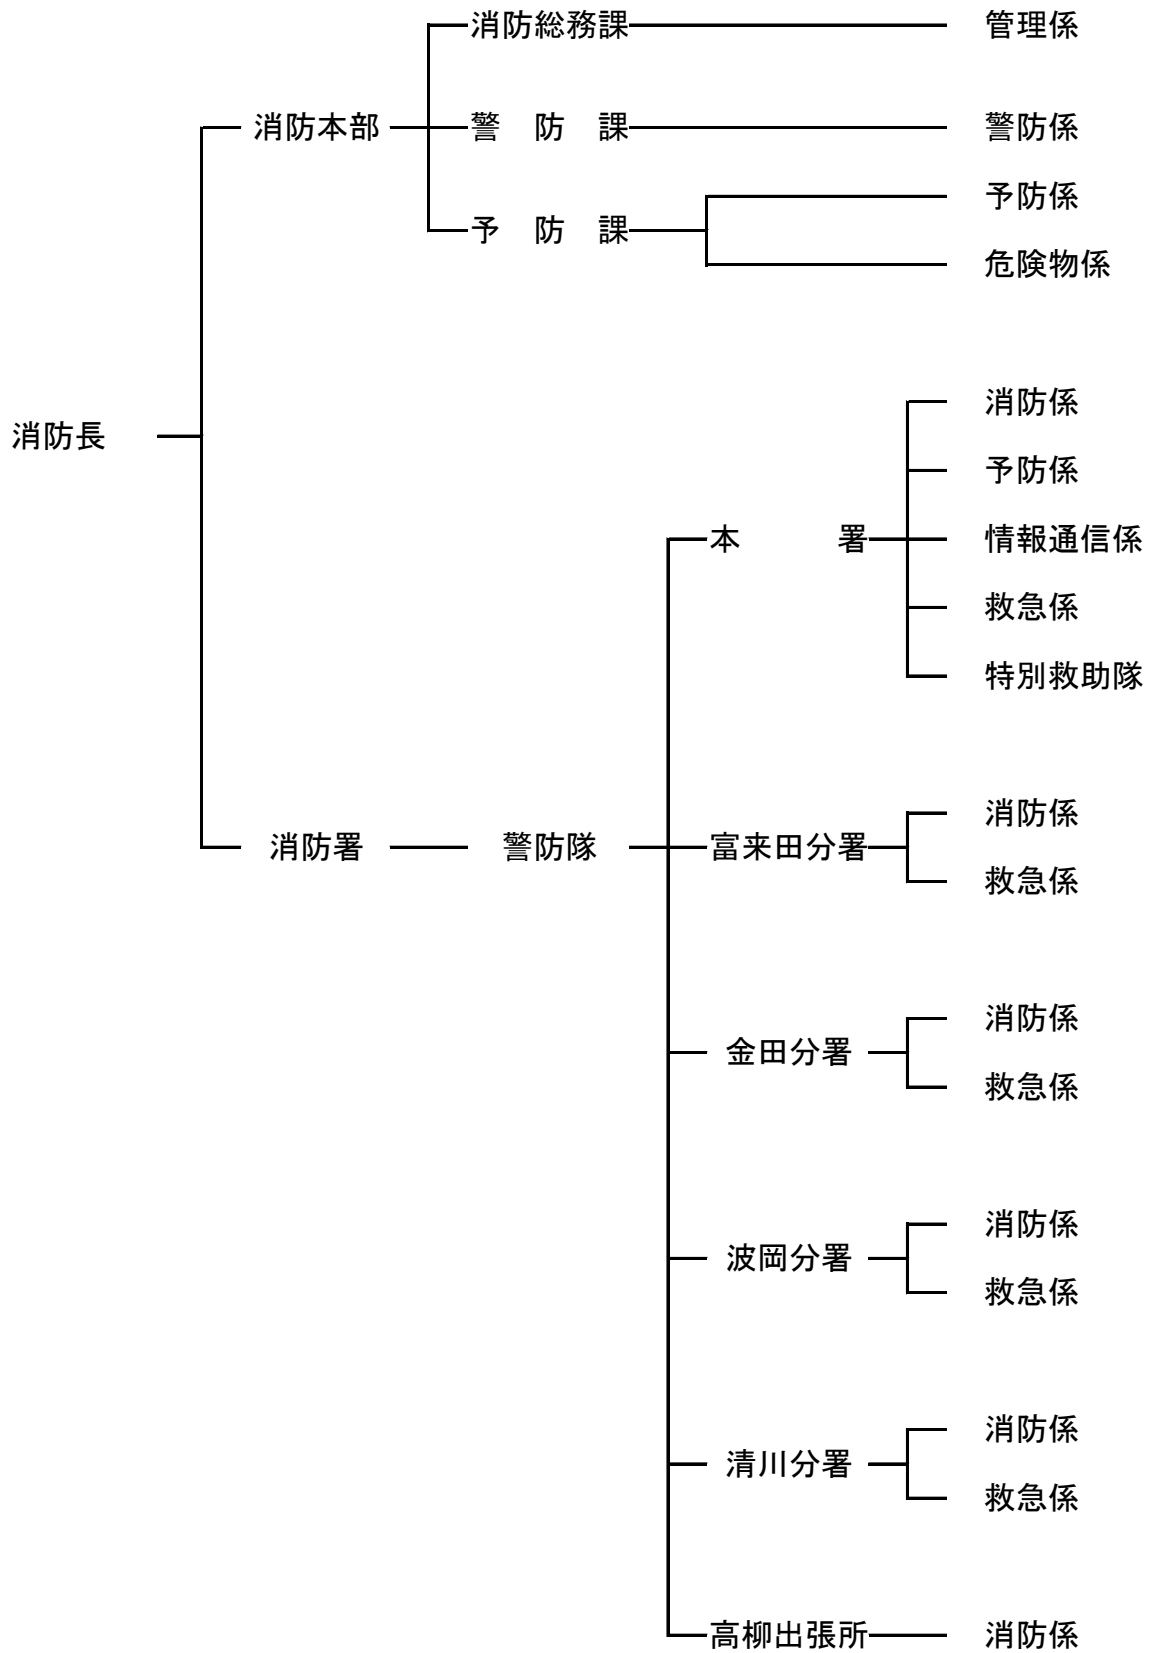 消防総務課 管理係
消防本部 警　防　課 警防係
予防係
予　防　課
危険物係
消防係
消防長
予防係
本　　　署 情報通信係
救急係
特別救助隊
消防係
消防署 警防隊 富来田分署
救急係
消防係
金田分署
救急係
消防係
波岡分署
救急係
消防係
清川分署
救急係
高柳出張所 消防係